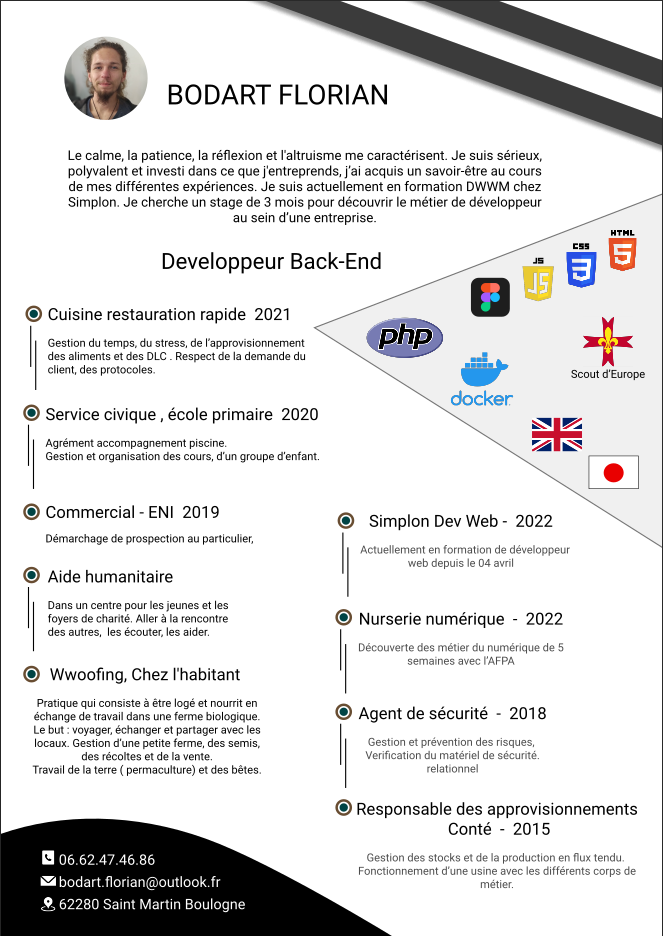 BODART FLORIAN
Le calme, la patience, la réflexion et l'altruisme me caractérisent. Je suis sérieux,
polyvalent et investi dans ce que j'entreprends, j'ai acquis un savoir-être au cours
de mes différentes expériences. Je suis actuellement en formation DWWM chez
Simplon. Je cherche un stage de 3 mois pour découvrir le métier de développeur
au sein d'une entreprise.
Developpeur Back-End
HTML
5
CSS
3
JS
JS
php
docker
Scout d'Europe
Cuisine restauration rapide 2021
Gestion du temps, du stress, de l'approvisionnement
des aliments et des DLC . Respect de la demande du
client, des protocoles.
Service civique , école primaire 2020
Agrément accompagnement piscine.
Gestion et organisation des cours, d'un groupe d'enfant.
Commercial - ENI 2019
Démarchage de prospection au particulier,
Aide humanitaire
Dans un centre pour les jeunes et les
foyers de charité. Aller à la rencontre
des autres, les écouter, les aider.
Wwoofing, Chez l'habitant
Pratique qui consiste à être logé et nourrit en
échange de travail dans une ferme biologique.
Le but : voyager, échanger et partager avec les
locaux. Gestion d'une petite ferme, des semis,
des récoltes et de la vente.
Travail de la terre ( permaculture) et des bêtes.
Simplon Dev Web - 2022
Actuellement en formation de développeur
web depuis le 04 avril
Nurserie numérique - 2022
Découverte des métier du numérique de 5
semaines avec l'AFPA
Agent de sécurité - 2018
Gestion et prévention des risques,
Verification du matériel de sécurité.
relationnel
Responsable des approvisionnements
Conté - 2015
Gestion des stocks et de la production en flux tendu.
Fonctionnement d'une usine avec les différents corps de
métier.
06.62.47.46.86
bodart.florian@outlook.fr
62280 Saint Martin Boulogne